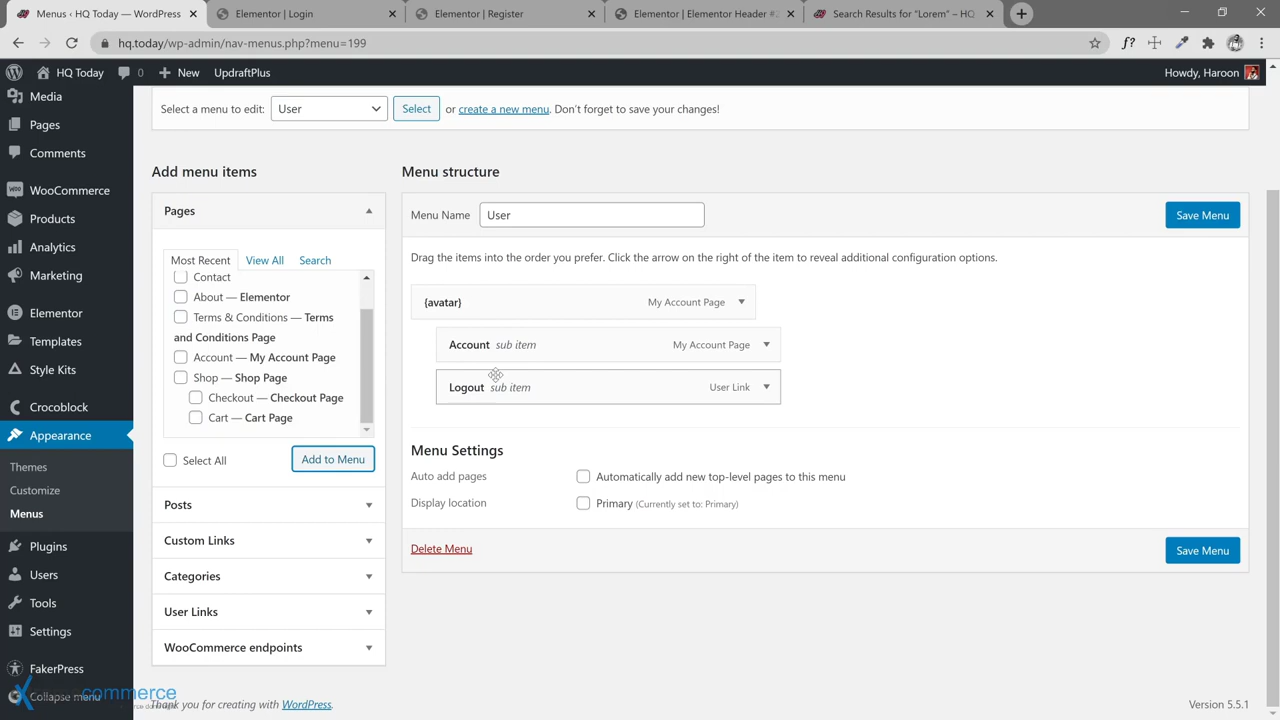 Menus ‹ HQ Today — WordPress
Elementor | Login
Elementor | Register
Elementor | Elementor Header #2
Search Results for "Lorem" – HQ
hq.today/wp-admin/nav-menus.php?menu=199
HQ Today
0
New
UpdraftPlus
Howdy, Haroon
Media
Pages
Comments
WooCommerce
Products
Analytics
Marketing
Elementor
Templates
Style Kits
Crocoblock
Appearance
Themes
Customize
Menus
Plugins
Users
Tools
Settings
FakerPress
Collapse menu
commerce
Select a menu to edit:
User
Select
or create a new menu. Don't forget to save your changes!
Add menu items
Pages
Most Recent
View All
Search
Contact
About — Elementor
Terms & Conditions — Terms
and Conditions Page
Account — My Account Page
Shop — Shop Page
Checkout — Checkout Page
Cart — Cart Page
Select All
Add to Menu
Posts
Custom Links
Categories
User Links
WooCommerce endpoints
Menu structure
Menu Name
User
Save Menu
Drag the items into the order you prefer. Click the arrow on the right of the item to reveal additional configuration options.
{avatar}
My Account Page
Account sub item
My Account Page
Logout sub item
User Link
Menu Settings
Auto add pages
Automatically add new top-level pages to this menu
Display location
Primary (Currently set to: Primary)
Delete Menu
Save Menu
Thank you for creating with WordPress.
Version 5.5.1